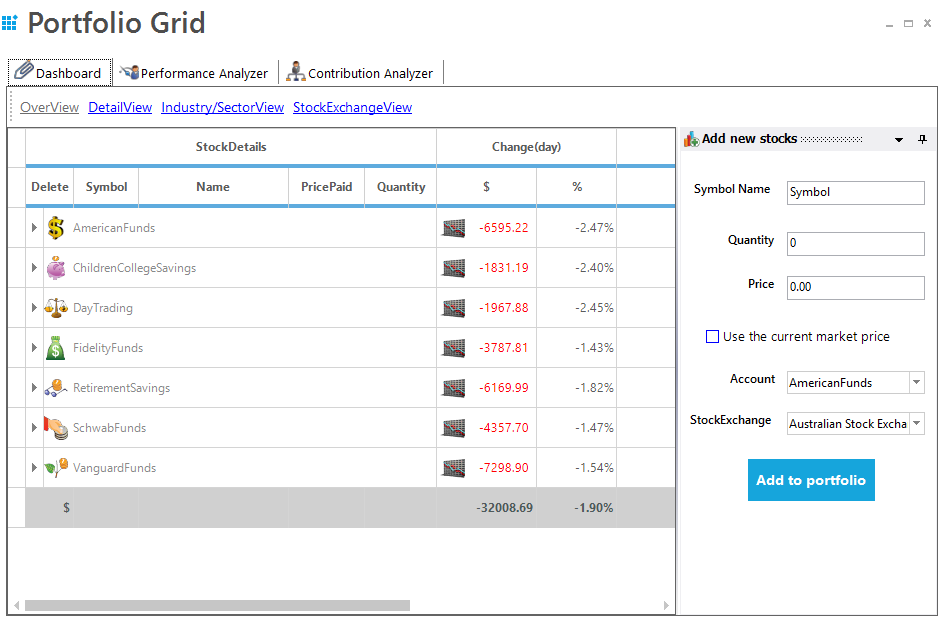 Portfolio Grid
Dashboard Performance Analyzer Contribution Analyzer
OverView DetailView Industry/SectorView StockExchangeView
StockDetails Change(day)
Delete Symbol Name PricePaid Quantity $ %
AmericanFunds -6595.22 -2.47%
ChildrenCollegeSavings -1831.19 -2.40%
DayTrading -1967.88 -2.45%
FidelityFunds -3787.81 -1.43%
RetirementSavings -6169.99 -1.82%
SchwabFunds -4357.70 -1.47%
VanguardFunds -7298.90 -1.54%
$ -32008.69 -1.90%
Add new stocks
Symbol Name Symbol
Quantity 0
Price 0.00
Use the current market price
Account AmericanFunds
StockExchange Australian Stock Excha
Add to portfolio